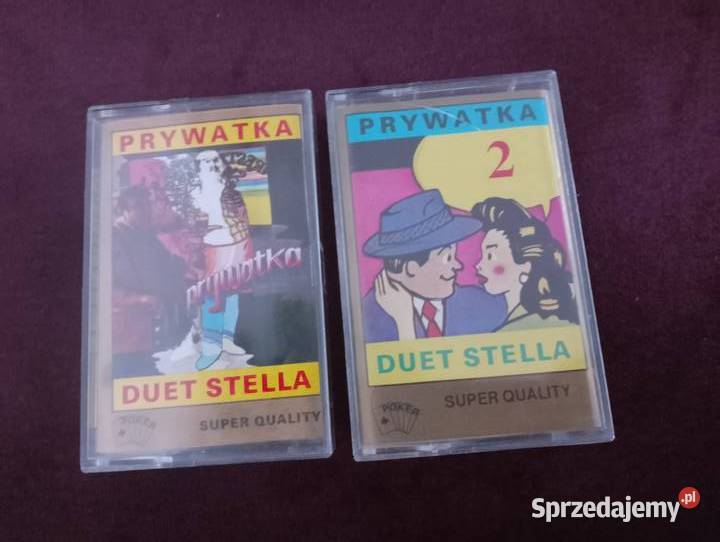 PRYWATKA
prywatka
DUET STELLA
POKER
SUPER QUALITY
PRYWATKA
2
DUET STELLA
POKER
SUPER QUALITY
Sprzedajemy.pl